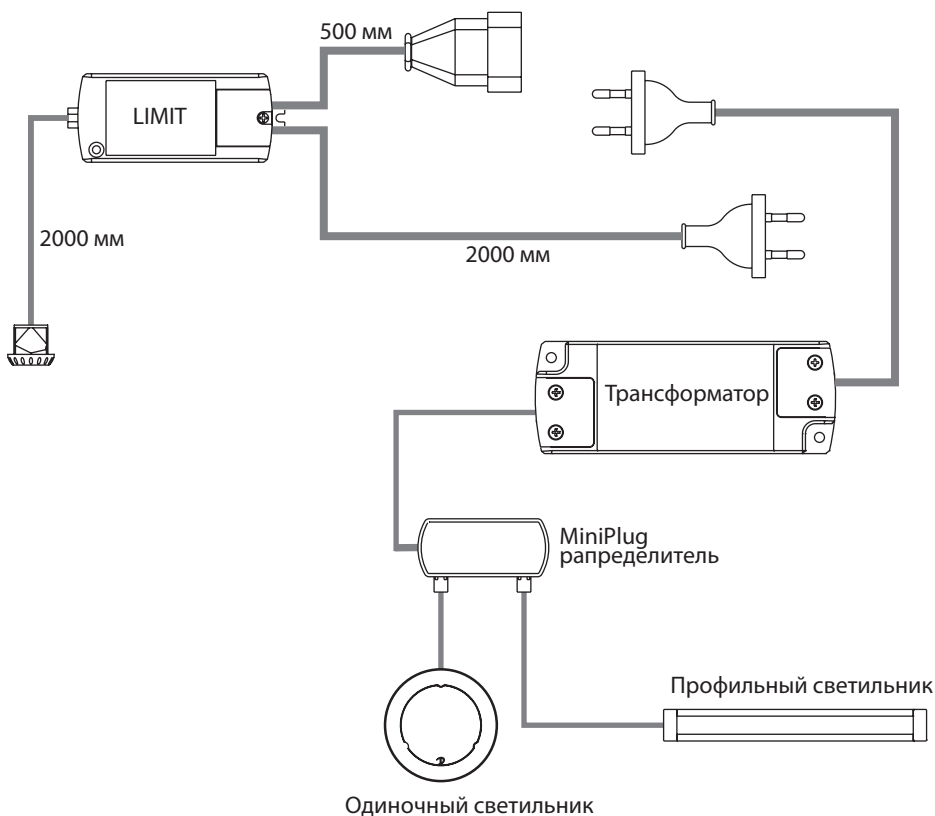 500 мм
LIMIT
2000 мм
2000 мм
Трансформатор
MiniPlug
рапределитель
Профильный светильник
Одиночный светильник